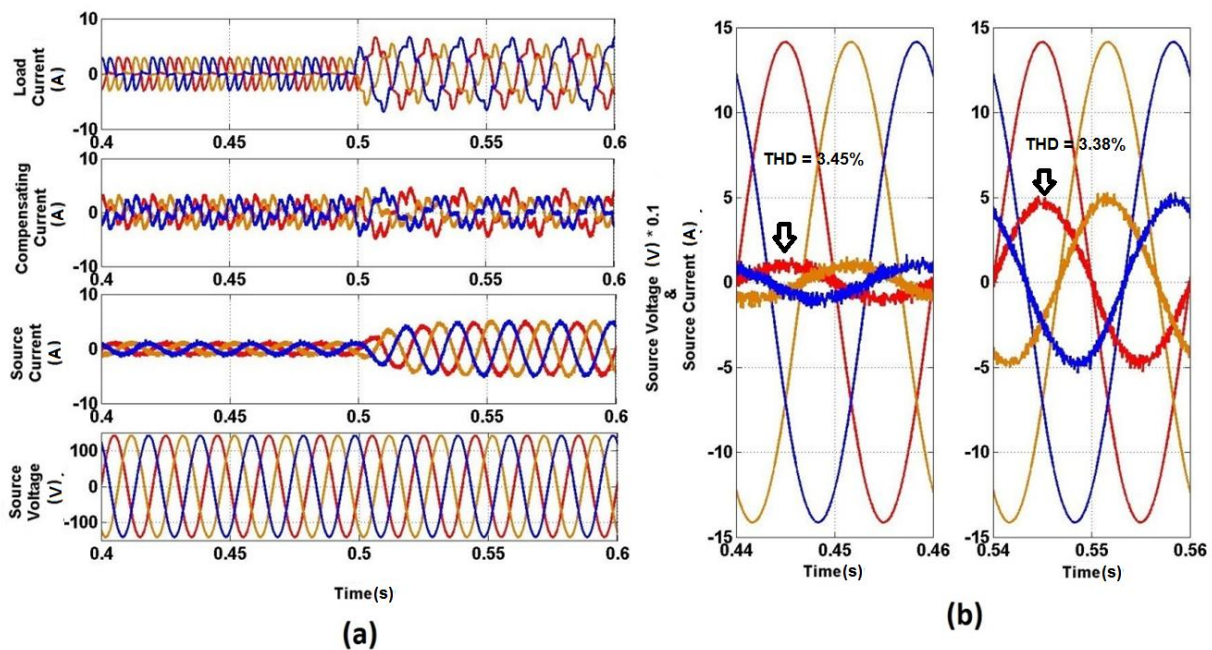 10
0
-10
0.4
0.45
0.5
0.55
0.6
Load
Current
(A)
10
0
-10
0.4
0.45
0.5
0.55
0.6
Compensating
Current
(A)
10
0
-10
0.4
0.45
0.5
0.55
0.6
Source
Current
(A)
100
0
-100
0.4
0.45
0.5
0.55
0.6
Source
Voltage
(V).
Time(s)
(a)
Source Voltage (V) * 0.1
&
Source Current (A) .
15
10
5
0
-5
-10
-15
0.44
0.45
0.46
THD = 3.45%
Time(s)
15
10
5
0
-5
-10
-15
0.54
0.55
0.56
THD = 3.38%
Time(s)
(b)